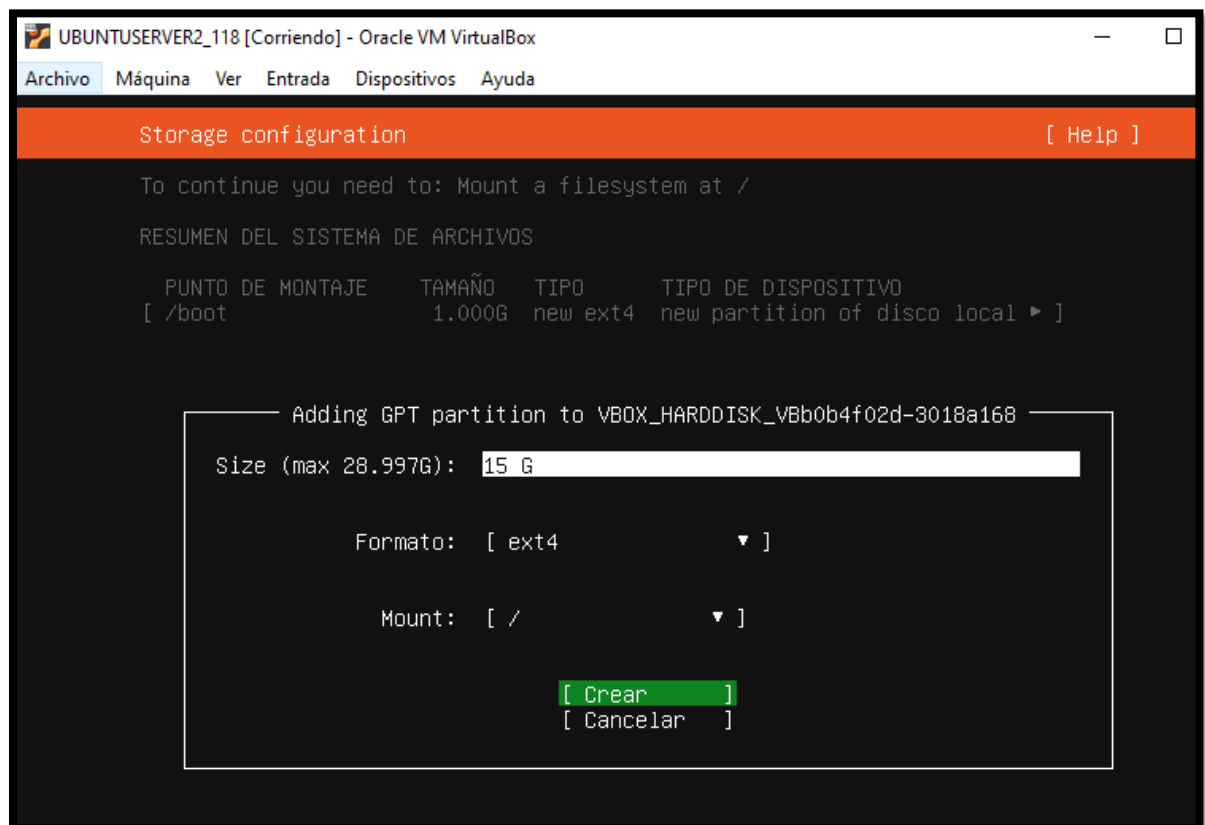 UBUNTUSERVER2_118 [Corriendo] - Oracle VM VirtualBox
Archivo Máquina Ver Entrada Dispositivos Ayuda
Storage configuration [ Help ]
To continue you need to: Mount a filesystem at /
RESUMEN DEL SISTEMA DE ARCHIVOS
PUNTO DE MONTAJE TAMAÑO TIPO TIPO DE DISPOSITIVO
[ /boot 1.000G new ext4 new partition of disco local ▸ ]
Adding GPT partition to VBOX_HARDDISK_VBb0b4f02d-3018a168
Size (max 28.997G): 15 G
Formato: [ ext4 ▾ ]
Mount: [ / ▾ ]
[ Crear ]
[ Cancelar ]